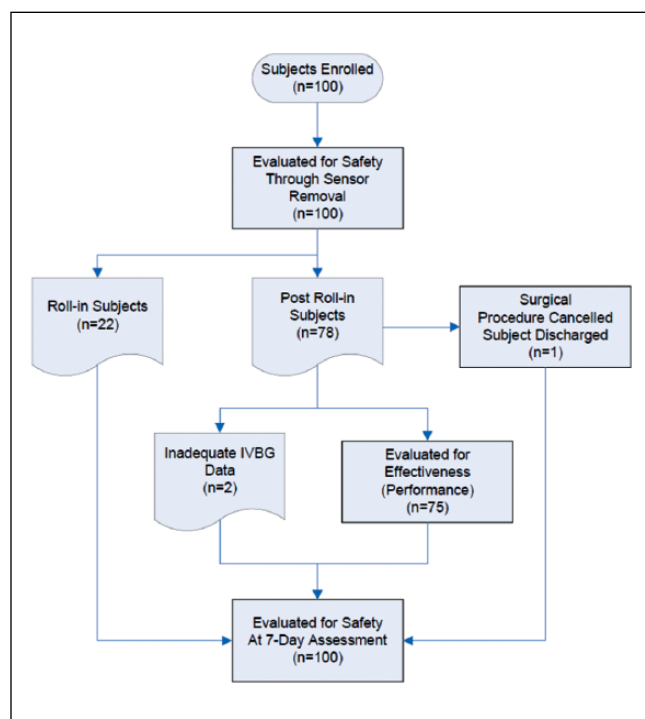 Subjects Enrolled
(n=100)
Evaluated for Safety
Through Sensor
Removal
(n=100)
Roll-in Subjects
(n=22)
Post Roll-in
Subjects
(n=78)
Surgical
Procedure Cancelled
Subject Discharged
(n=1)
Inadequate IVBG
Data
(n=2)
Evaluated for
Effectiveness
(Performance)
(n=75)
Evaluated for Safety
At 7-Day Assessment
(n=100)